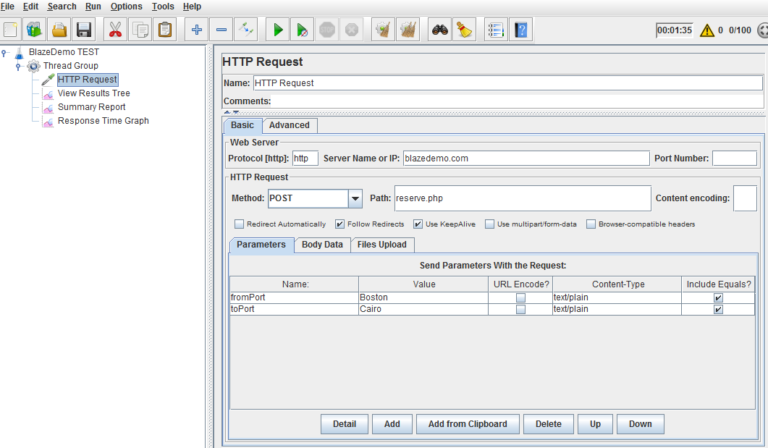 File Edit Search Run Options Tools Help
00:01:35 0 0/100
BlazeDemo TEST
Thread Group
HTTP Request
View Results Tree
Summary Report
Response Time Graph
HTTP Request
Name: HTTP Request
Comments:
Basic Advanced
Web Server
Protocol [http]: http Server Name or IP: blazedemo.com Port Number:
HTTP Request
Method: POST Path: reserve.php Content encoding:
Redirect Automatically Follow Redirects Use KeepAlive Use multipart/form-data Browser-compatible headers
Parameters Body Data Files Upload
Send Parameters With the Request:
Name: Value URL Encode? Content-Type Include Equals?
fromPort Boston text/plain
toPort Cairo text/plain
Detail Add Add from Clipboard Delete Up Down